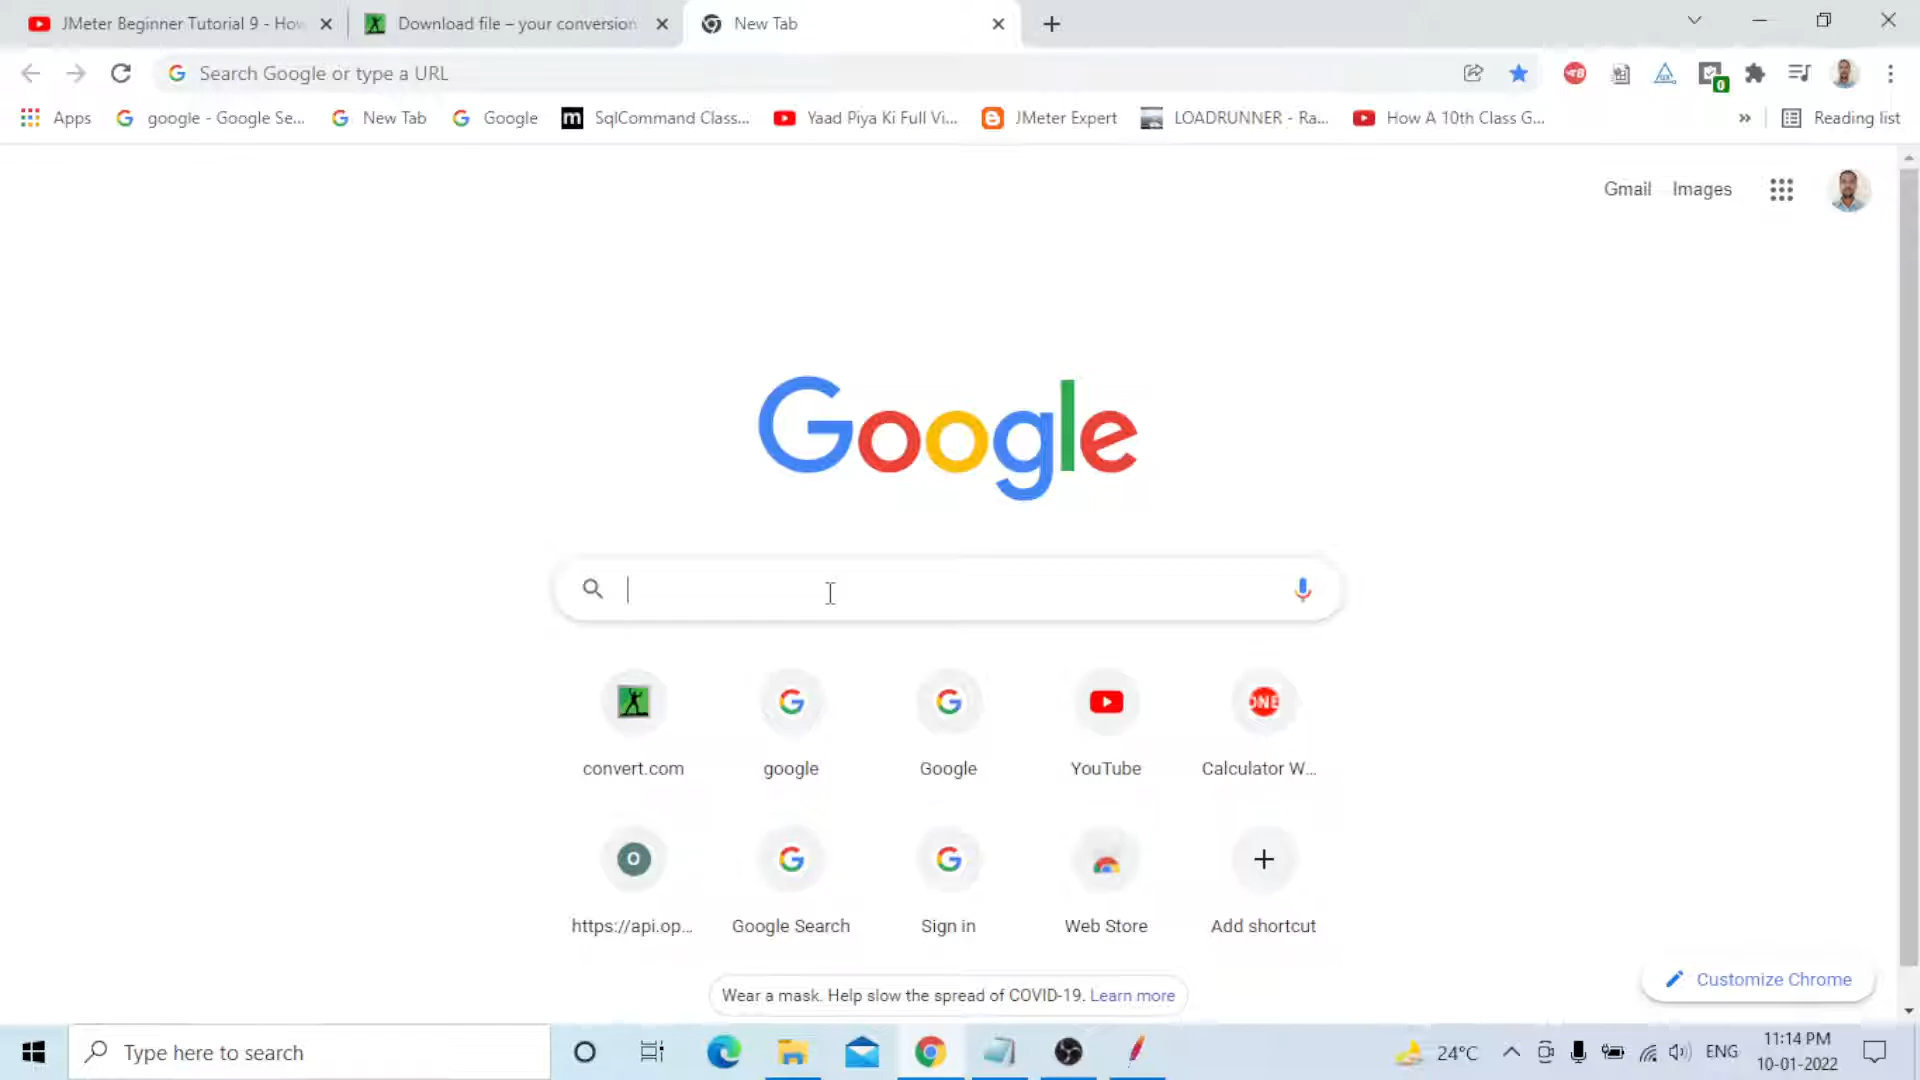 JMeter Beginner Tutorial 9 - How
Download file – your conversion
New Tab
Search Google or type a URL
0
Apps
google - Google Se...
New Tab
Google
m
SqlCommand Class...
Yaad Piya Ki Full Vi...
JMeter Expert
LOADRUNNER - Ra...
How A 10th Class G...
»
Reading list
Gmail
Images
Google
ONE
convert.com
google
Google
YouTube
Calculator W...
O
https://api.op...
Google Search
Sign in
Web Store
Add shortcut
Wear a mask. Help slow the spread of COVID-19. Learn more
Customize Chrome
Type here to search
24°C
ENG
11:14 PM
10-01-2022